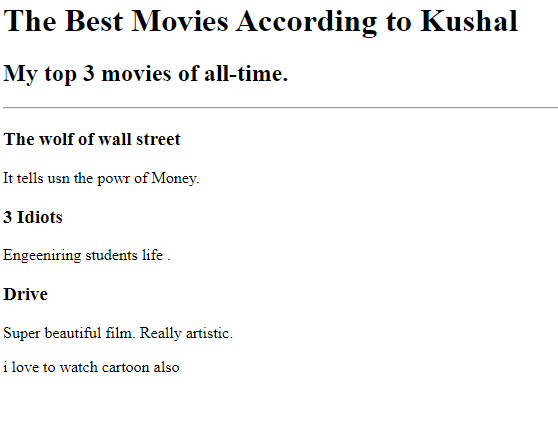 The Best Movies According to Kushal
My top 3 movies of all-time.
The wolf of wall street
It tells usn the powr of Money.
3 Idiots
Engeeniring students life .
Drive
Super beautiful film. Really artistic.
i love to watch cartoon also